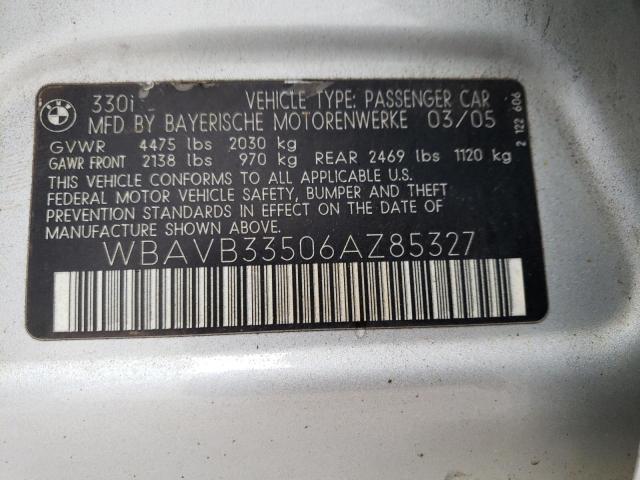 BMW
330i VEHICLE TYPE: PASSENGER CAR
MFD BY BAYERISCHE MOTORENWERKE 03/05
GVWR 4475 lbs 2030 kg
GAWR FRONT 2138 lbs 970 kg REAR 2469 lbs 1120 kg
THIS VEHICLE CONFORMS TO ALL APPLICABLE U.S.
FEDERAL MOTOR VEHICLE SAFETY, BUMPER AND THEFT
PREVENTION STANDARDS IN EFFECT ON THE DATE OF
MANUFACTURE SHOWN ABOVE.
WBAVB33506AZ85327
2 122 606